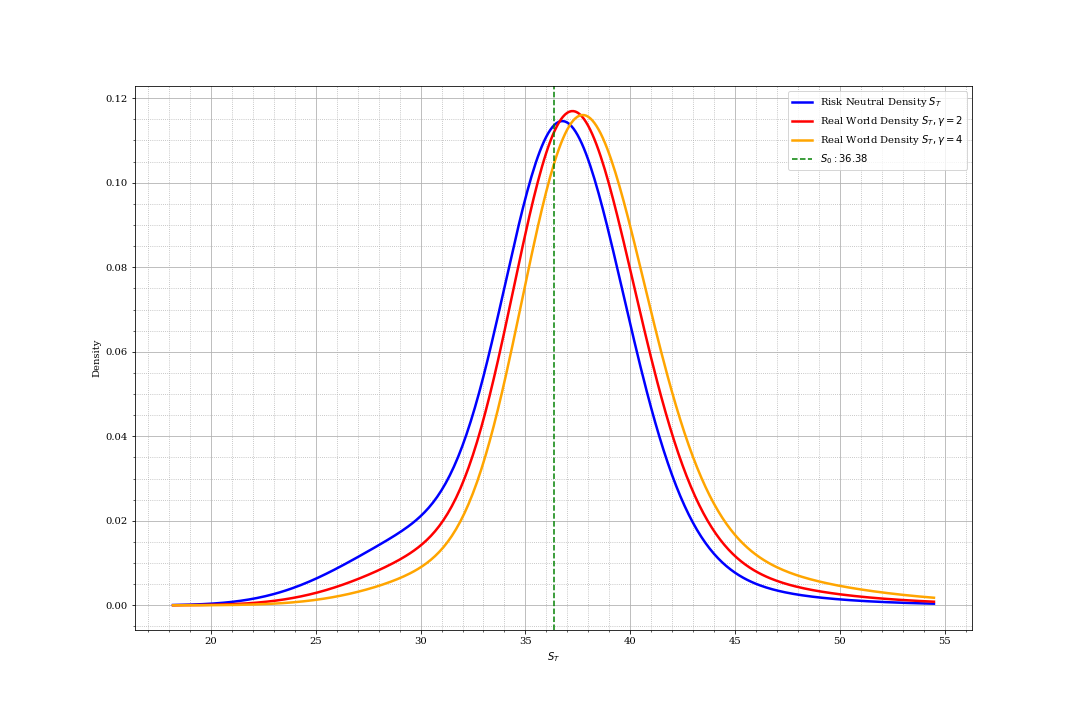 0.12
0.10
0.08
0.06
0.04
0.02
0.00
Density
20 25 30 35 40 45 50 55
S_T
Risk Neutral Density S_T
Real World Density S_T, γ = 2
Real World Density S_T, γ = 4
S_0 : 36.38